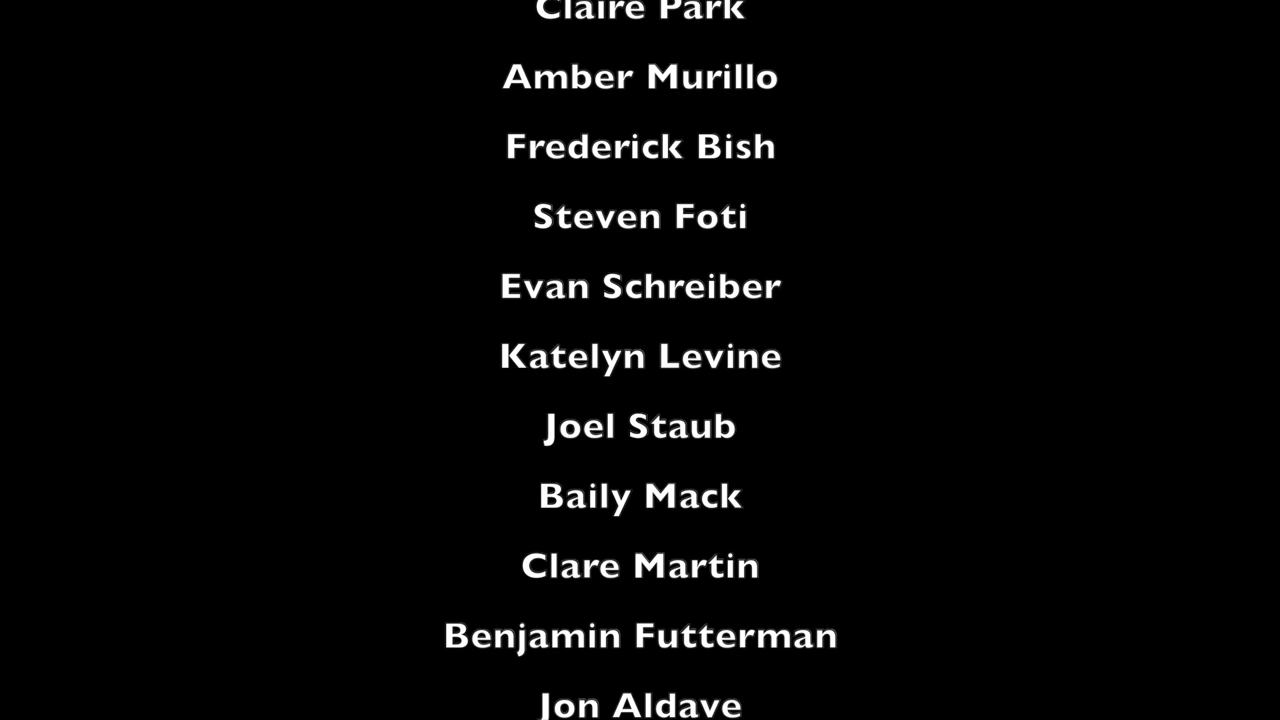 Claire Park
Amber Murillo
Frederick Bish
Steven Foti
Evan Schreiber
Katelyn Levine
Joel Staub
Baily Mack
Clare Martin
Benjamin Futterman
Jon Aldave